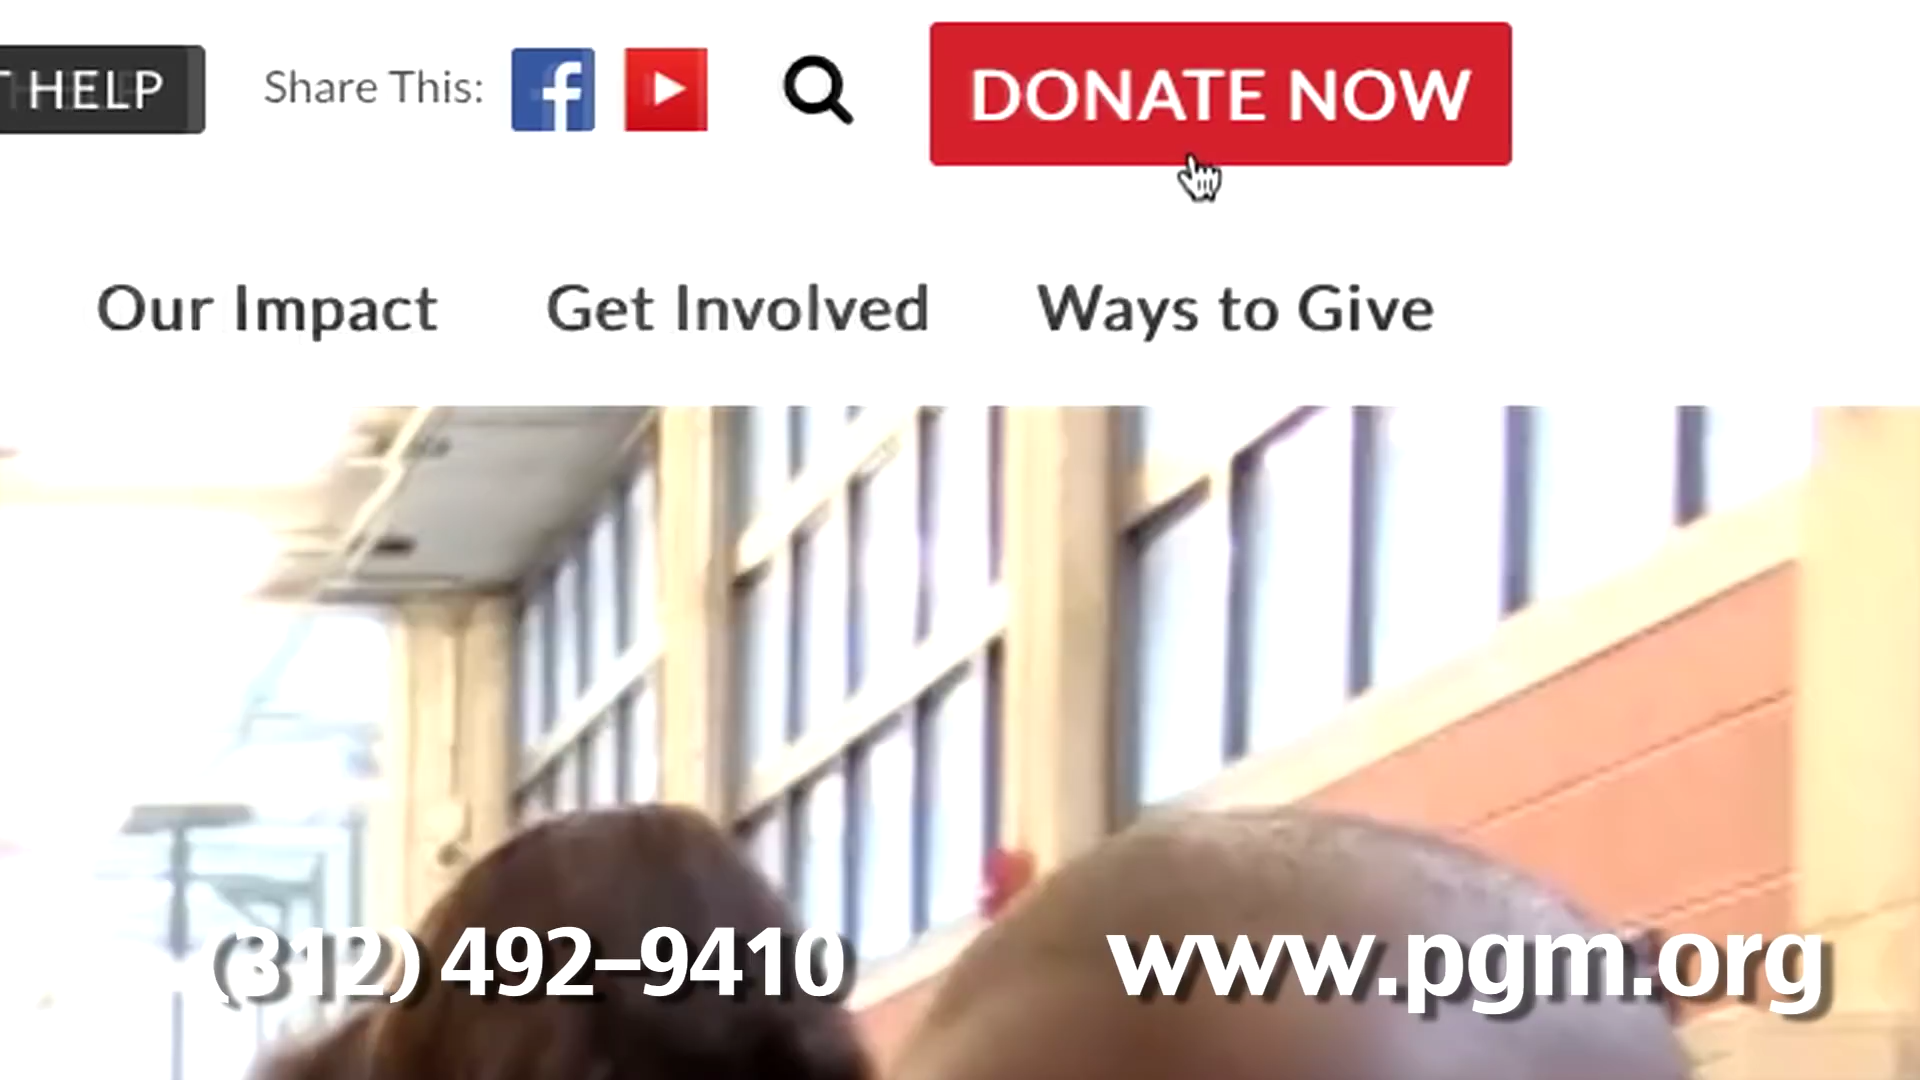 T HELP Share This: DONATE NOW
Our Impact Get Involved Ways to Give
(312) 492–9410 www.pgm.org